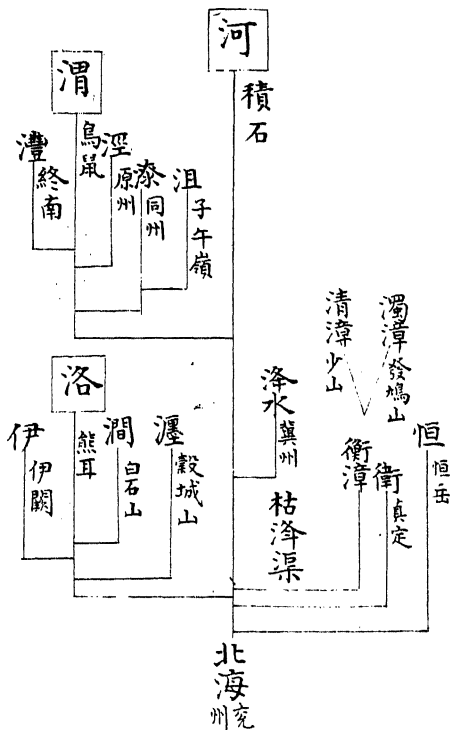 河
積石
渭
鳥鼠
灃
終南
涇
原州
漆
同州
沮
子午嶺
洛
熊耳
伊
伊闕
澗
白石山
瀍
糓城山
洚水
冀州
枯洚渠
清漳
少山
濁漳
發鳩山
衡漳
衛
真定
恒
恒岳
北海
兖州